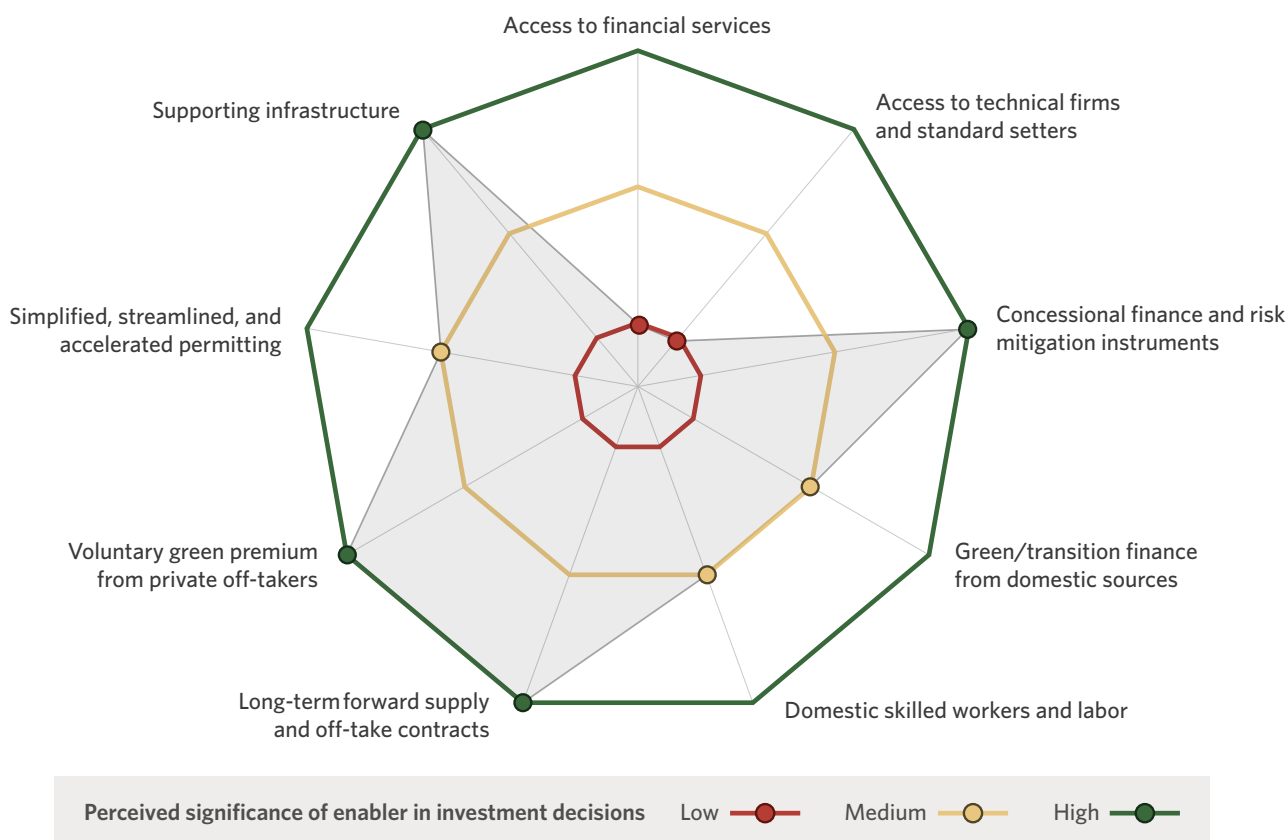 Access to financial services
Supporting infrastructure
Access to technical firms
and standard setters
Simplified, streamlined, and
accelerated permitting
Concessional finance and risk
mitigation instruments
Voluntary green premium
from private off-takers
Green/transition finance
from domestic sources
Long-term forward supply
and off-take contracts
Domestic skilled workers and labor
Perceived significance of enabler in investment decisions Low Medium High